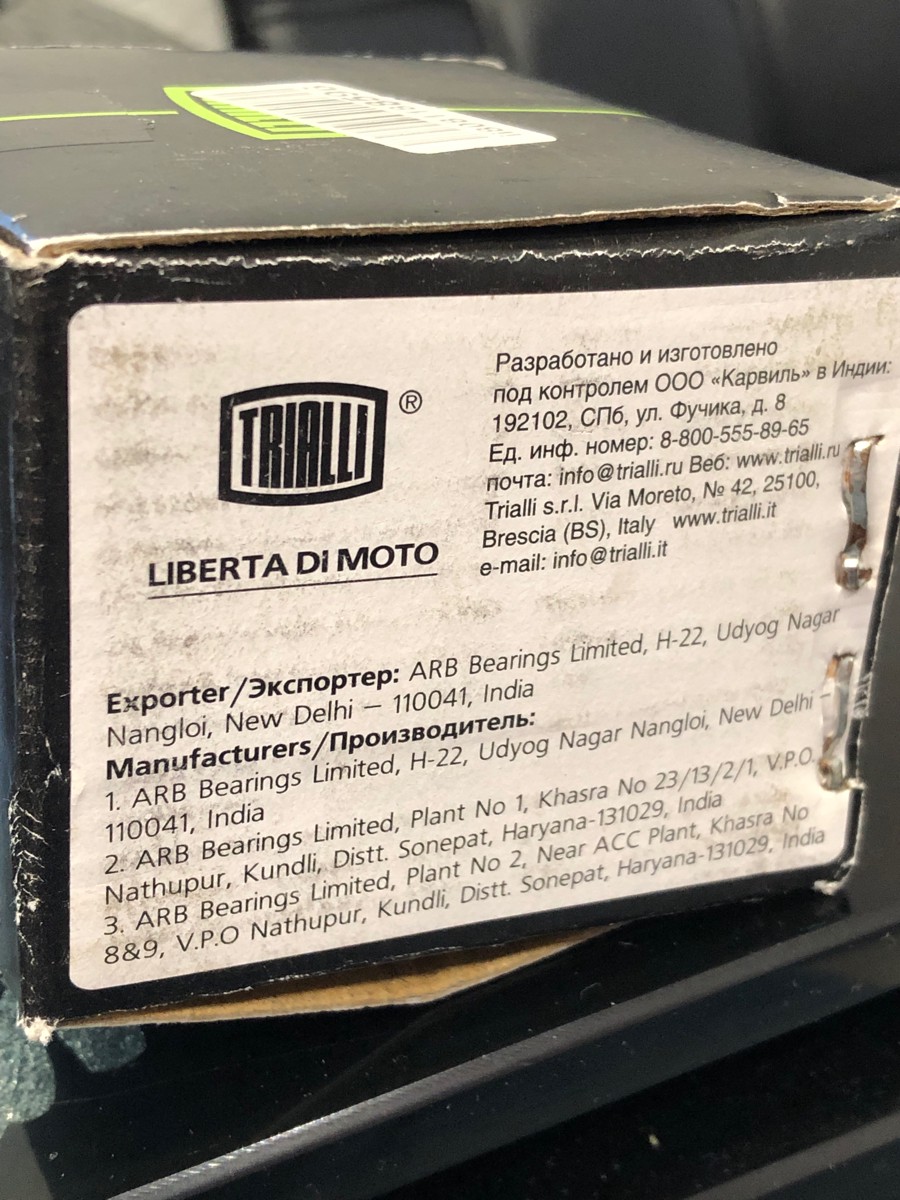 TRIALLI ®
LIBERTA DI MOTO
Разработано и изготовлено
под контролем ООО «Карвиль» в Индии:
192102, СПб, ул. Фучика, д. 8
Ед. инф. номер: 8-800-555-89-65
почта: info@trialli.ru Веб: www.trialli.ru
Trialli s.r.l. Via Moreto, № 42, 25100,
Brescia (BS), Italy www.trialli.it
e-mail: info@trialli.it
Exporter/Экспортер: ARB Bearings Limited, H-22, Udyog Nagar
Nangloi, New Delhi – 110041, India
Manufacturers/Производитель:
1. ARB Bearings Limited, H-22, Udyog Nagar Nangloi, New Delhi –
110041, India
2. ARB Bearings Limited, Plant No 1, Khasra No 23/13/2/1, V.P.O.
Nathupur, Kundli, Distt. Sonepat, Haryana-131029, India
3. ARB Bearings Limited, Plant No 2, Near ACC Plant, Khasra No
8&9, V.P.O Nathupur, Kundli, Distt. Sonepat, Haryana-131029, India